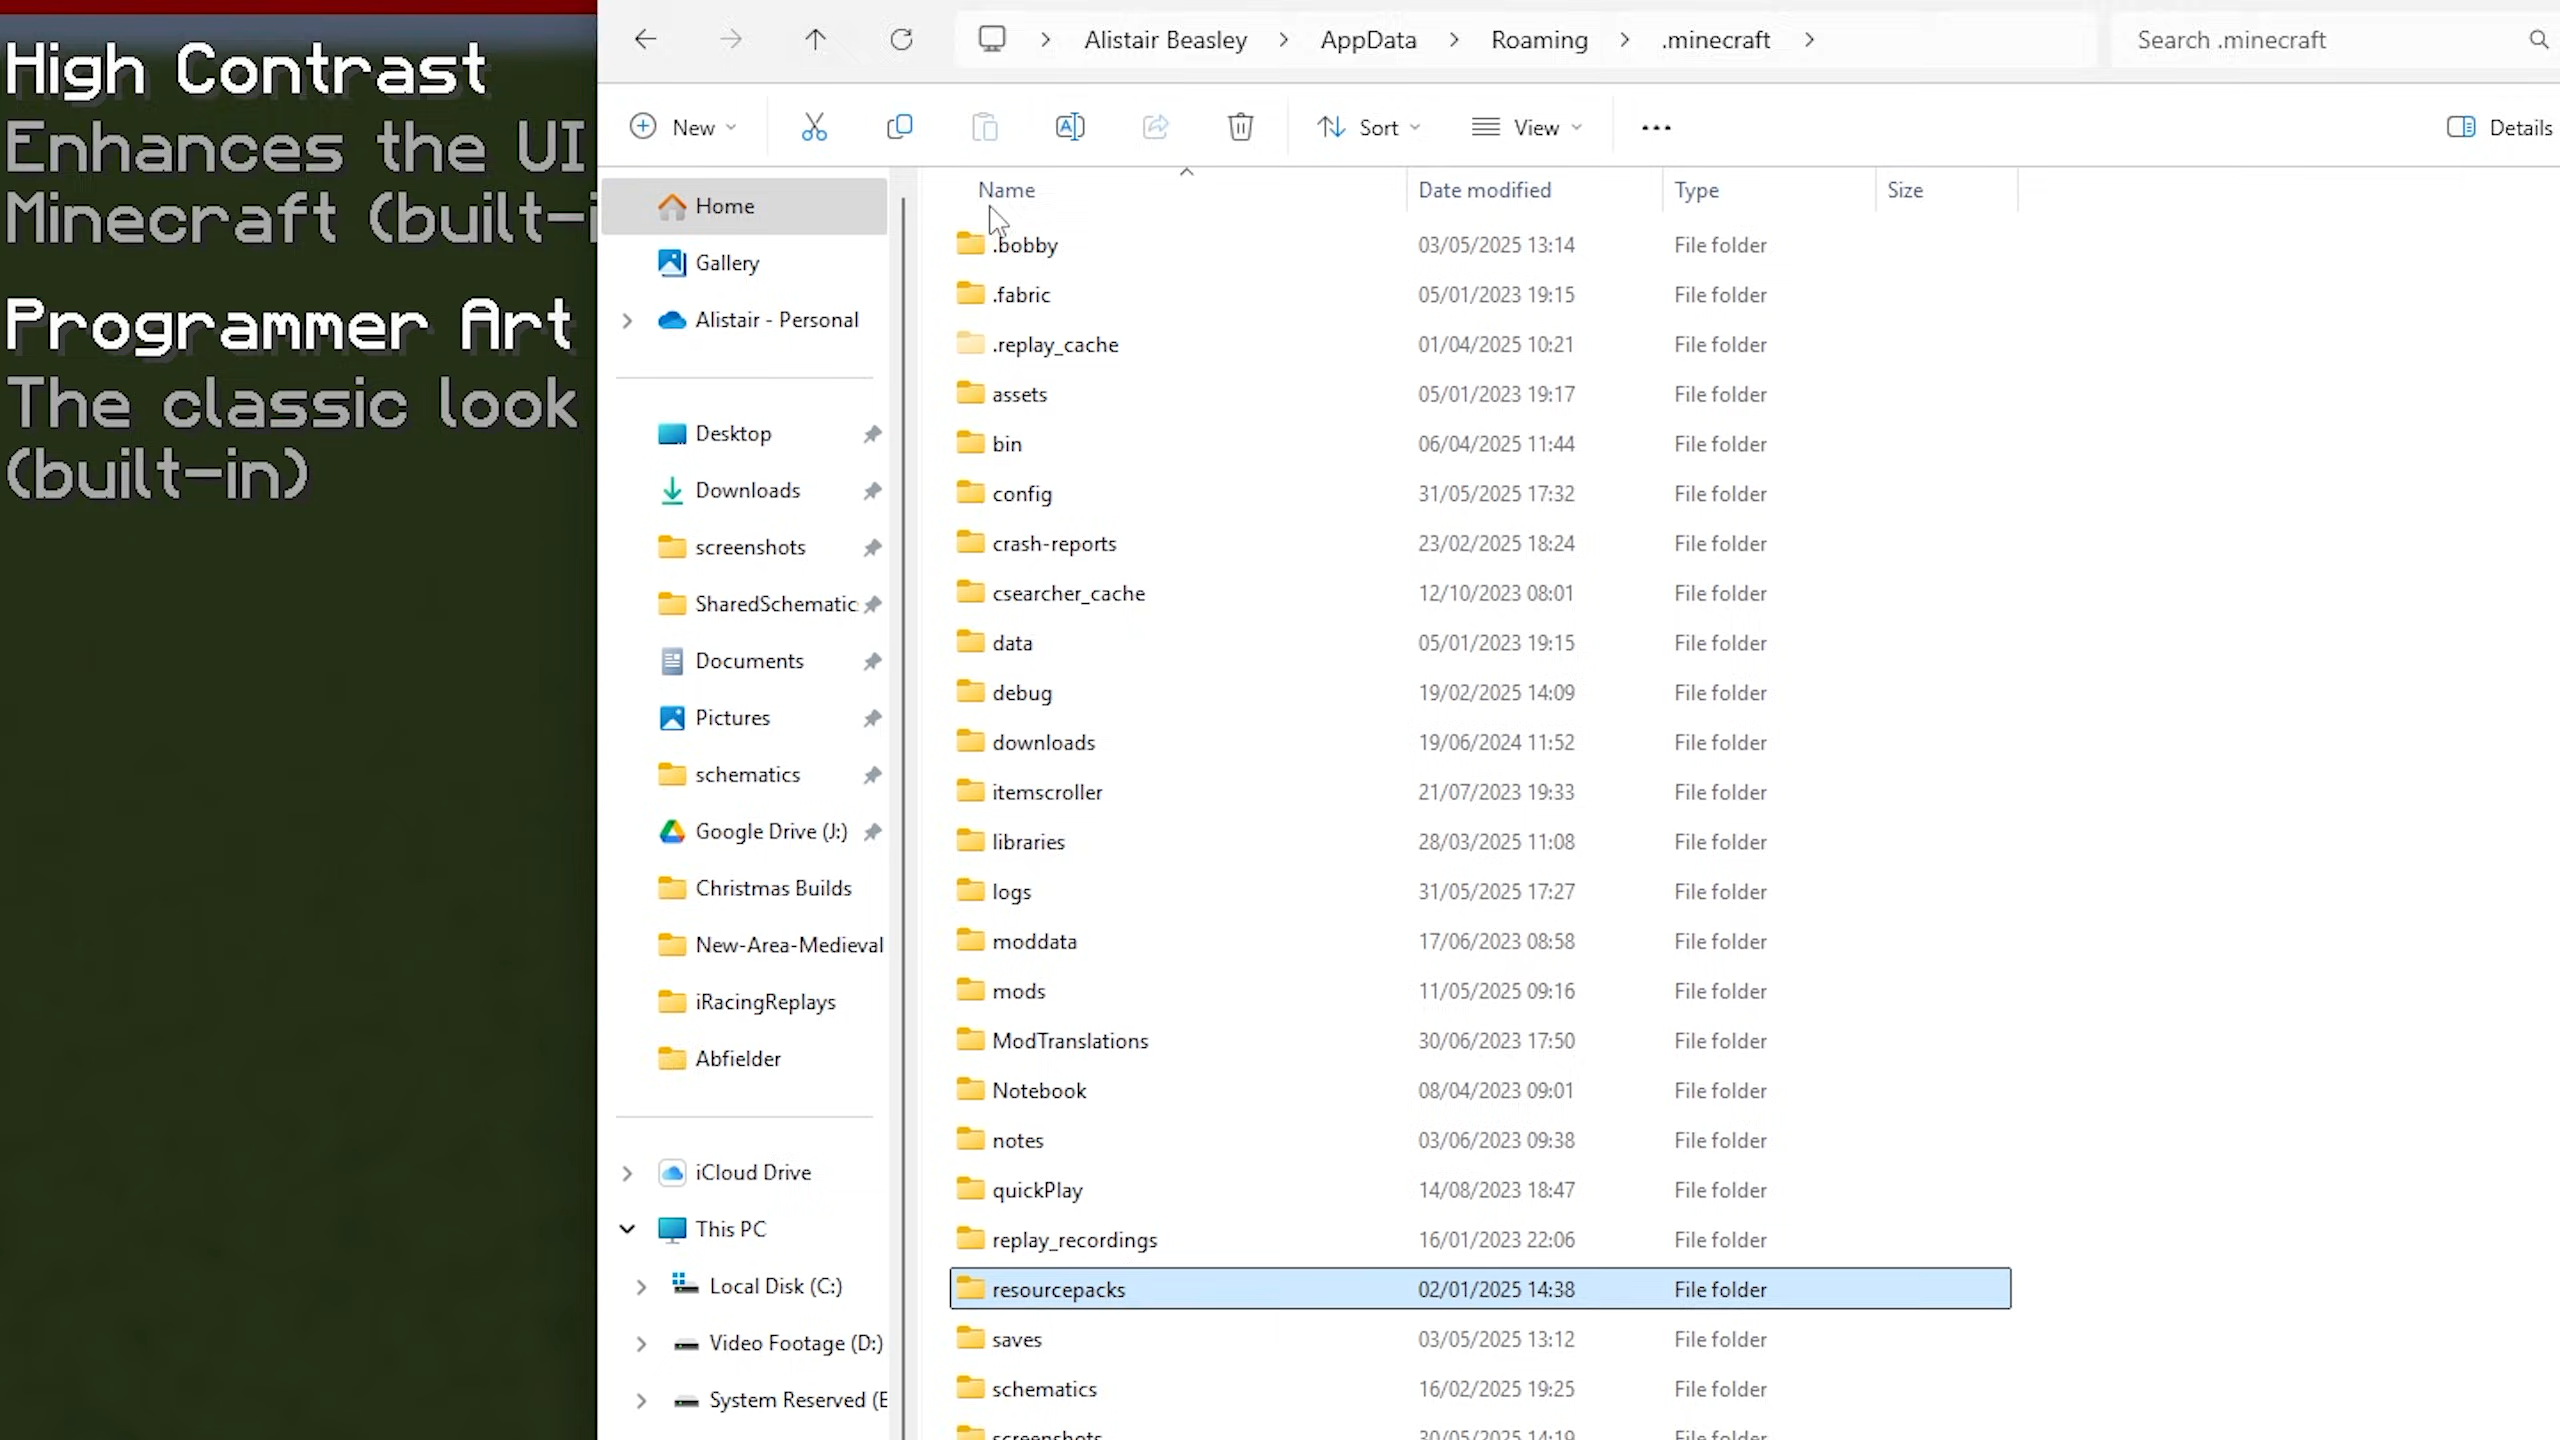 High Contrast
Enhances the UI
Minecraft (built-i
Programmer Art
The classic look
(built-in)
Alistair Beasley
AppData
Roaming
.minecraft
Search .minecraft
New
Sort
View
Details
Home
Gallery
Alistair - Personal
Desktop
Downloads
screenshots
SharedSchematic
Documents
Pictures
schematics
Google Drive (J:)
Christmas Builds
New-Area-Medieval
iRacingReplays
Abfielder
iCloud Drive
This PC
Local Disk (C:)
Video Footage (D:)
System Reserved (E
Name Date modified Type Size
.bobby 03/05/2025 13:14 File folder
.fabric 05/01/2023 19:15 File folder
.replay_cache 01/04/2025 10:21 File folder
assets 05/01/2023 19:17 File folder
bin 06/04/2025 11:44 File folder
config 31/05/2025 17:32 File folder
crash-reports 23/02/2025 18:24 File folder
csearcher_cache 12/10/2023 08:01 File folder
data 05/01/2023 19:15 File folder
debug 19/02/2025 14:09 File folder
downloads 19/06/2024 11:52 File folder
itemscroller 21/07/2023 19:33 File folder
libraries 28/03/2025 11:08 File folder
logs 31/05/2025 17:27 File folder
moddata 17/06/2023 08:58 File folder
mods 11/05/2025 09:16 File folder
ModTranslations 30/06/2023 17:50 File folder
Notebook 08/04/2023 09:01 File folder
notes 03/06/2023 09:38 File folder
quickPlay 14/08/2023 18:47 File folder
replay_recordings 16/01/2023 22:06 File folder
resourcepacks 02/01/2025 14:38 File folder
saves 03/05/2025 13:12 File folder
schematics 16/02/2025 19:25 File folder
screenshots 30/05/2025 14:19 File folder